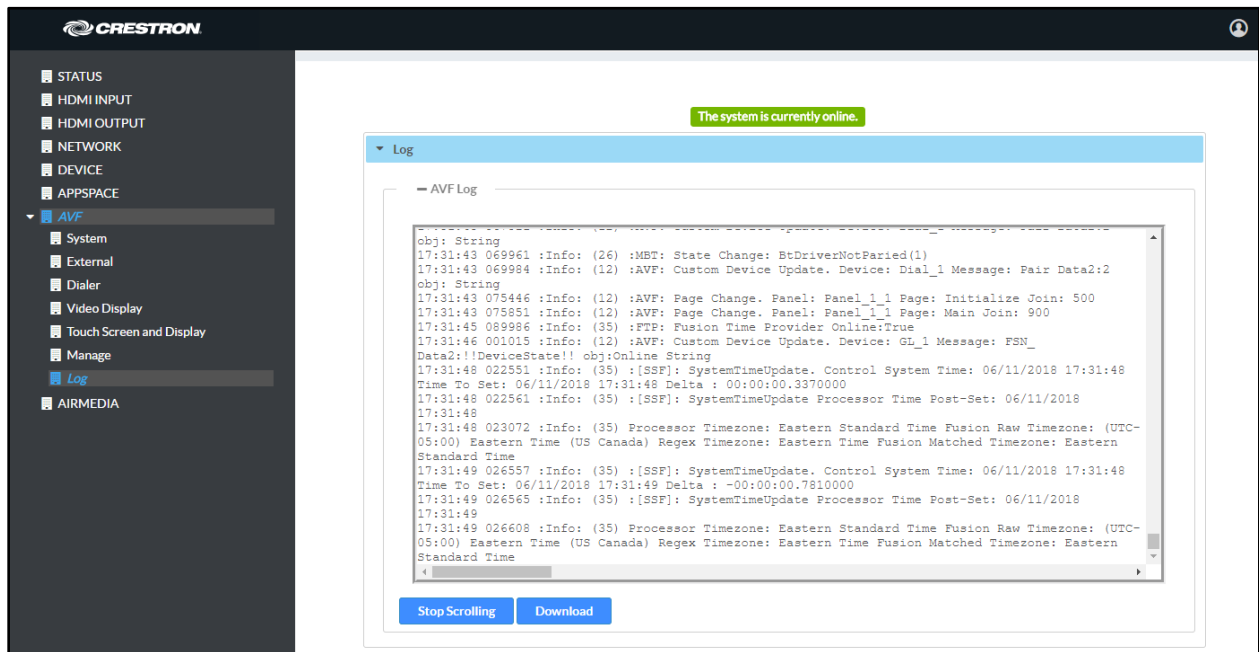 CRESTRON
STATUS
HDMI INPUT
HDMI OUTPUT
NETWORK
DEVICE
APPSPACE
AVF
System
External
Dialer
Video Display
Touch Screen and Display
Manage
Log
AIRMEDIA
The system is currently online.
Log
AVF Log
obj: String
17:31:43 069961 :Info: (26) :MBT: State Change: BtDriverNotParied(1)
17:31:43 069984 :Info: (12) :AVF: Custom Device Update. Device: Dial_1 Message: Pair Data2:2
obj: String
17:31:43 075446 :Info: (12) :AVF: Page Change. Panel: Panel_1_1 Page: Initialize Join: 500
17:31:43 075851 :Info: (12) :AVF: Page Change. Panel: Panel_1_1 Page: Main Join: 900
17:31:45 089986 :Info: (35) :FTP: Fusion Time Provider Online:True
17:31:46 001015 :Info: (12) :AVF: Custom Device Update. Device: GL_1 Message: FSN_
Data2:!!DeviceState!! obj:Online String
17:31:48 022551 :Info: (35) :[SSF]: SystemTimeUpdate. Control System Time: 06/11/2018 17:31:48
Time To Set: 06/11/2018 17:31:48 Delta : 00:00:00.3370000
17:31:48 022561 :Info: (35) :[SSF]: SystemTimeUpdate Processor Time Post-Set: 06/11/2018
17:31:48
17:31:48 023072 :Info: (35) Processor Timezone: Eastern Standard Time Fusion Raw Timezone: (UTC-
05:00) Eastern Time (US Canada) Regex Timezone: Eastern Time Fusion Matched Timezone: Eastern
Standard Time
17:31:49 026557 :Info: (35) :[SSF]: SystemTimeUpdate. Control System Time: 06/11/2018 17:31:48
Time To Set: 06/11/2018 17:31:49 Delta : -00:00:00.7810000
17:31:49 026565 :Info: (35) :[SSF]: SystemTimeUpdate Processor Time Post-Set: 06/11/2018
17:31:49
17:31:49 026608 :Info: (35) Processor Timezone: Eastern Standard Time Fusion Raw Timezone: (UTC-
05:00) Eastern Time (US Canada) Regex Timezone: Eastern Time Fusion Matched Timezone: Eastern
Standard Time
Stop Scrolling
Download